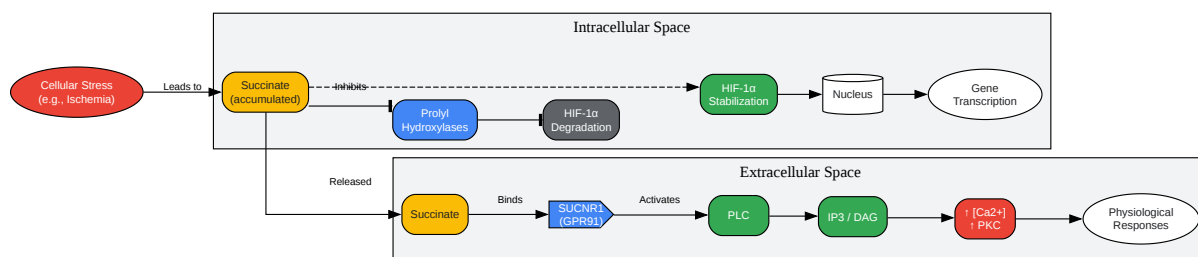 Intracellular Space
Cellular Stress
(e.g., Ischemia)
Leads to
Succinate
(accumulated)
Inhibits
Prolyl
Hydroxylases
HIF-1α
Degradation
HIF-1α
Stabilization
Nucleus
Gene
Transcription
Extracellular Space
Released
Succinate
Binds
SUCNR1
(GPR91)
Activates
PLC
IP3 / DAG
↑ [Ca2+]
↑ PKC
Physiological
Responses